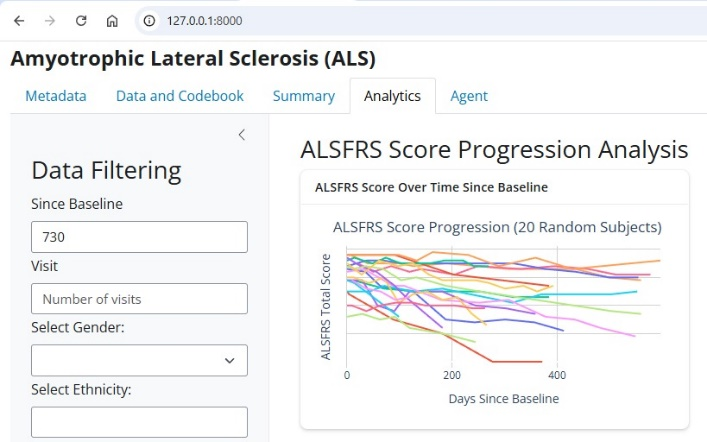 127.0.0.1:8000
Amyotrophic Lateral Sclerosis (ALS)
Metadata Data and Codebook Summary Analytics Agent
Data Filtering
Since Baseline
730
Visit
Number of visits
Select Gender:
Select Ethnicity:
ALSFRS Score Progression Analysis
ALSFRS Score Over Time Since Baseline
ALSFRS Score Progression (20 Random Subjects)
ALSFRS Total Score
0 200 400
Days Since Baseline